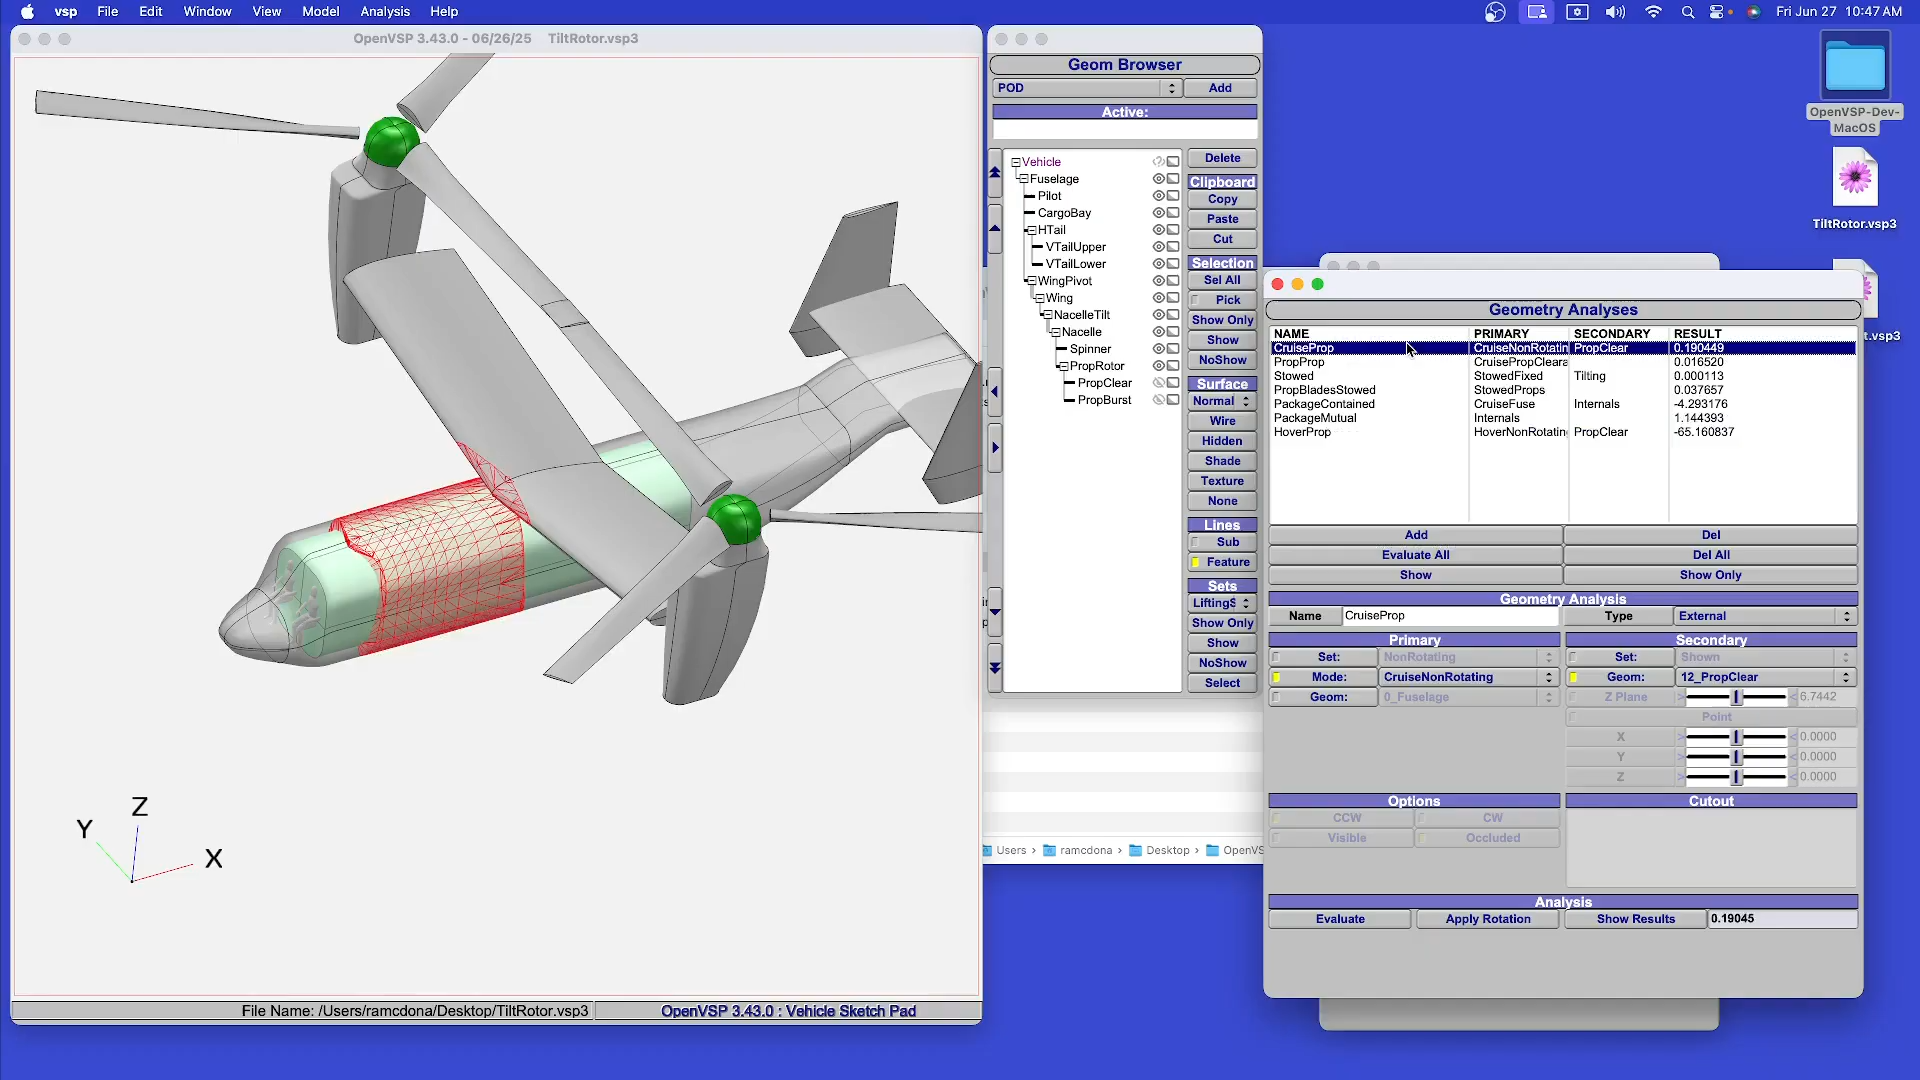 vsp File Edit Window View Model Analysis Help
Fri Jun 27 10:47 AM
OpenVSP 3.43.0 - 06/26/25 TiltRotor.vsp3
Z
Y
X
File Name: /Users/ramcdona/Desktop/TiltRotor.vsp3
OpenVSP 3.43.0 : Vehicle Sketch Pad
Geom Browser
POD
Add
Active:
Vehicle
Fuselage
Pilot
CargoBay
HTail
VTailUpper
VTailLower
WingPivot
Wing
NacelleTilt
Nacelle
Spinner
PropRotor
PropClear
PropBurst
Delete
Clipboard
Copy
Paste
Cut
Selection
Sel All
Pick
Show Only
Show
NoShow
Surface
Normal
Wire
Hidden
Shade
Texture
None
Lines
Sub
Feature
Sets
LiftingS
Show Only
Show
NoShow
Select
Users › ramcdona › Desktop › OpenVS
OpenVSP-Dev-
MacOS
TiltRotor.vsp3
t.vsp3
Geometry Analyses
NAME PRIMARY SECONDARY RESULT
CruiseProp CruiseNonRotatin PropClear 0.190449
PropProp CruisePropCleara 0.016520
Stowed StowedFixed Tilting 0.000113
PropBladesStowed StowedProps 0.037657
PackageContained CruiseFuse Internals -4.293176
PackageMutual Internals 1.144393
HoverProp HoverNonRotating PropClear -65.160837
Add Del
Evaluate All Del All
Show Show Only
Geometry Analysis
Name CruiseProp Type External
Primary Secondary
Set: NonRotating Set: Shown
Mode: CruiseNonRotating Geom: 12_PropClear
Geom: 0_Fuselage Z Plane > < 6.7442
Point
X > < 0.0000
Y > < 0.0000
Z > < 0.0000
Options Cutout
CCW CW
Visible Occluded
Analysis
Evaluate Apply Rotation Show Results 0.19045